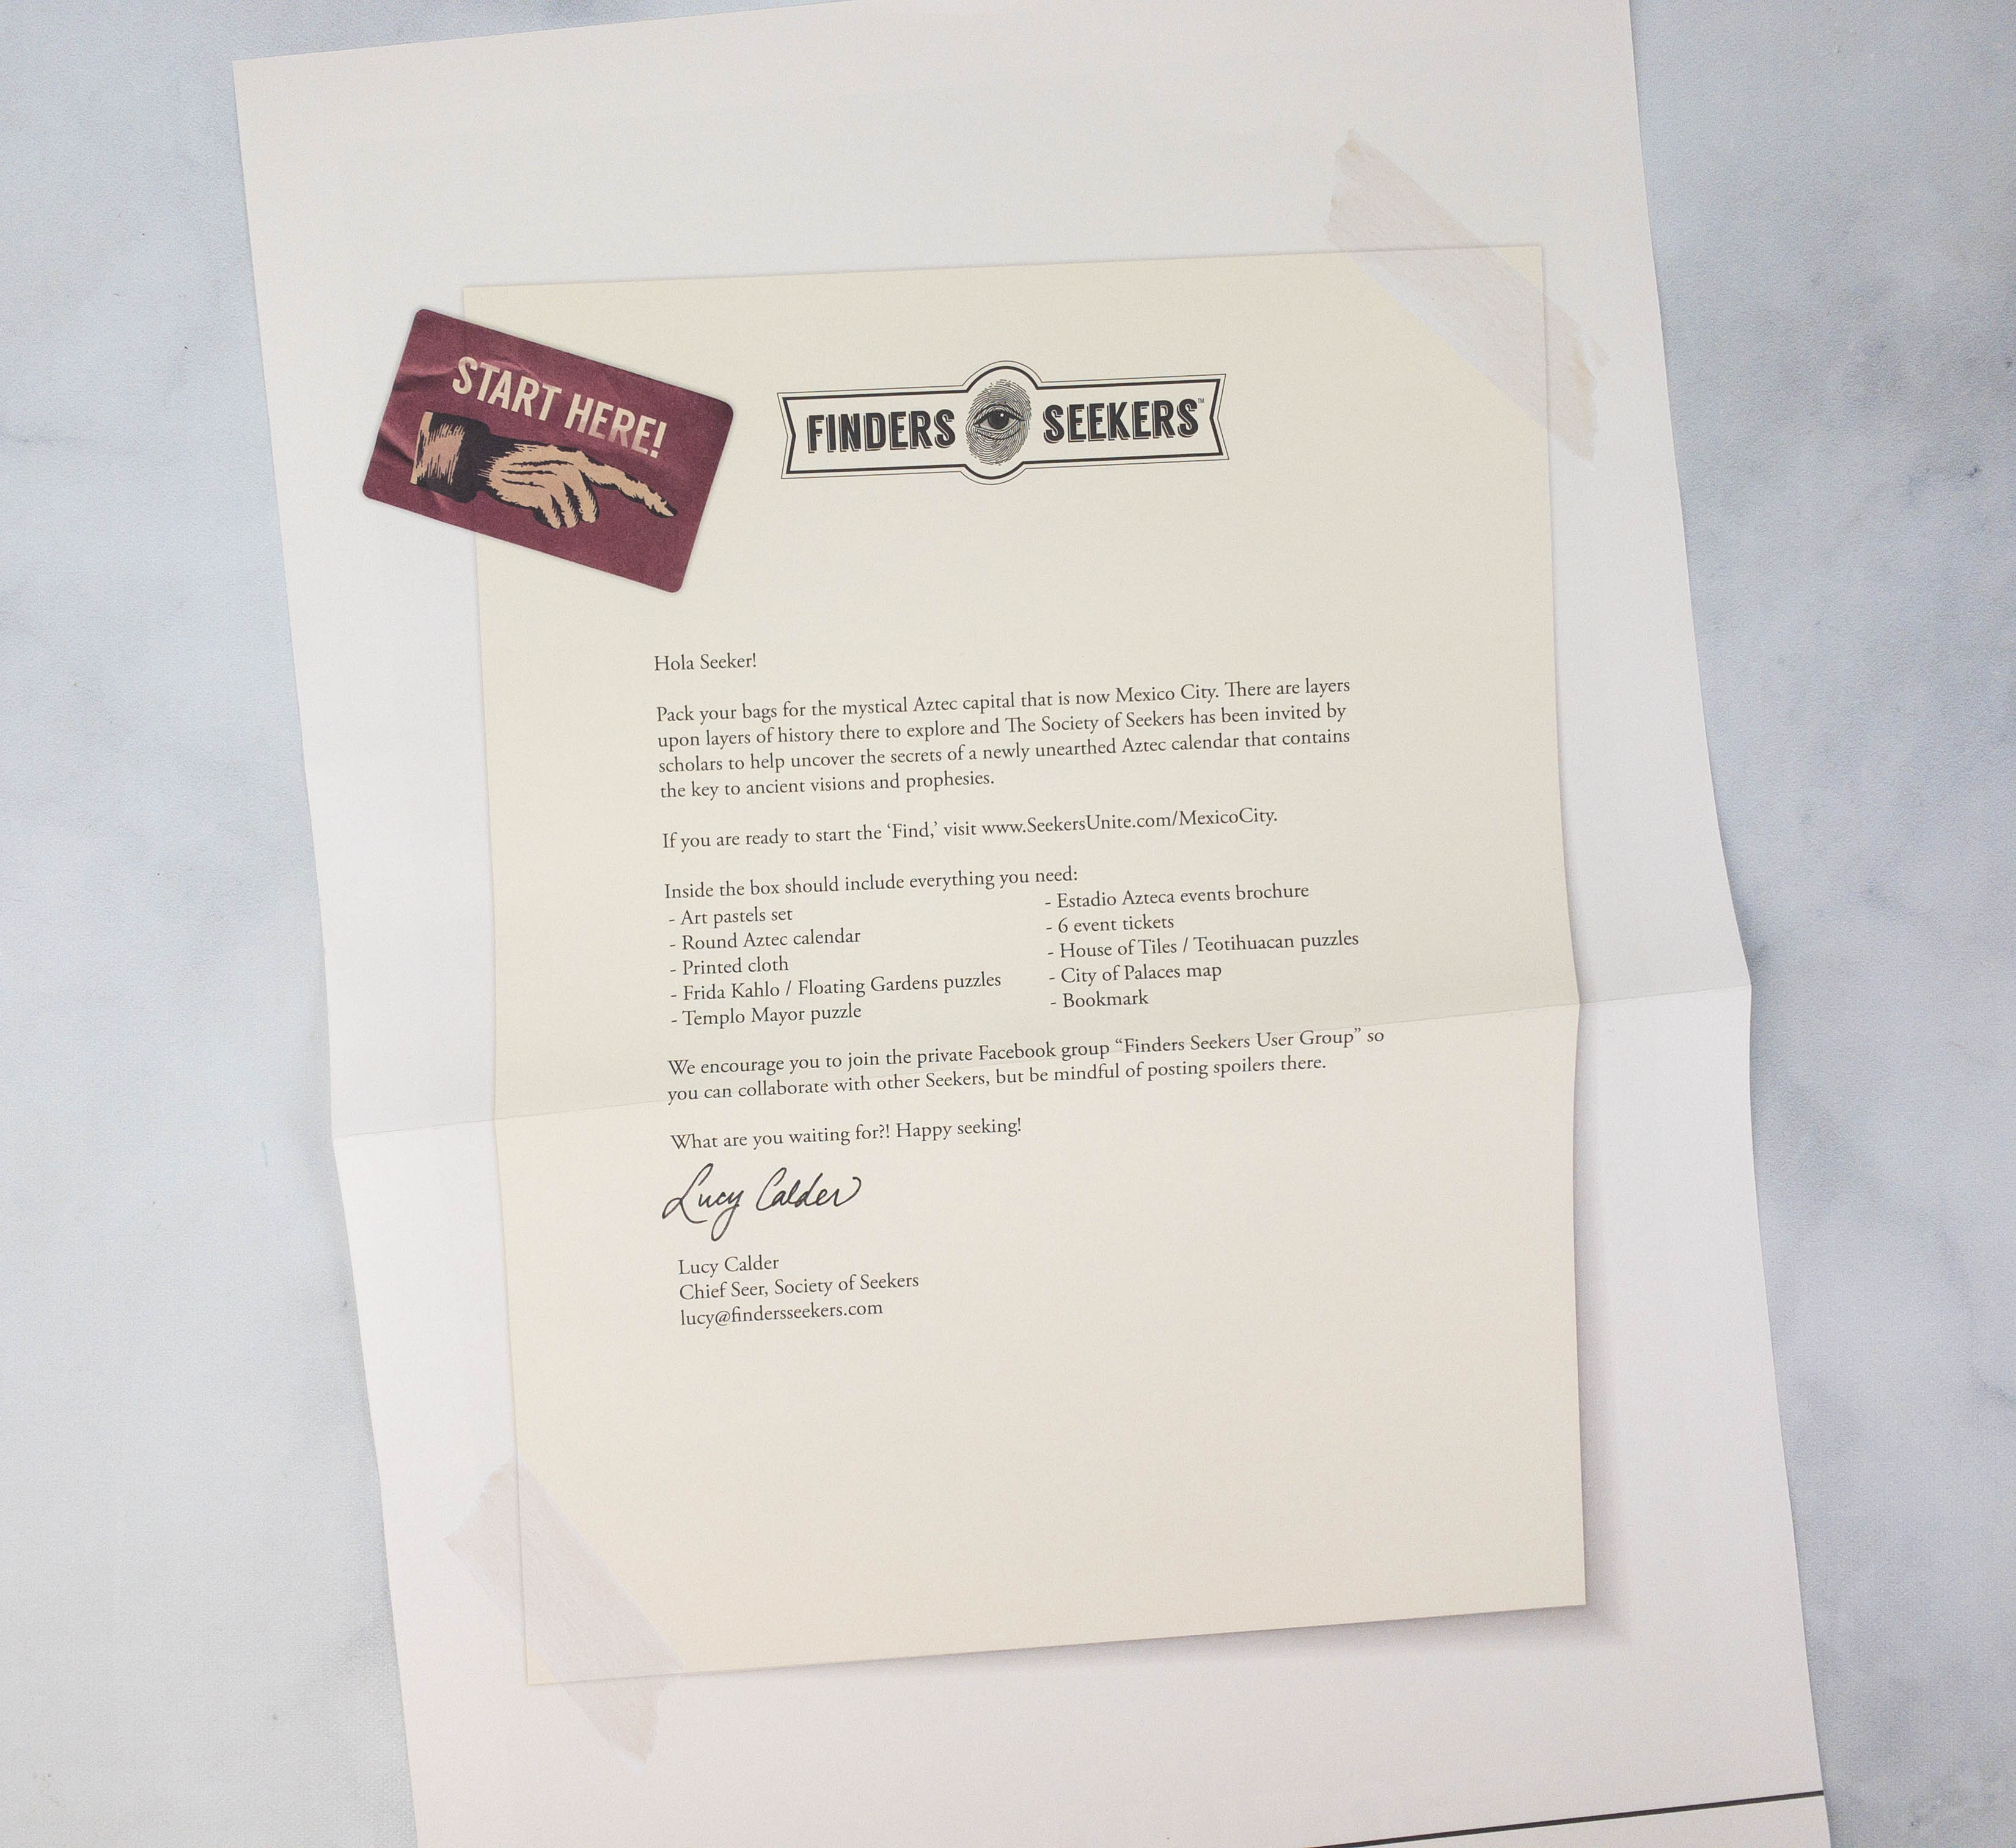 START HERE!
FINDERS SEEKERS™
Hola Seeker!
Pack your bags for the mystical Aztec capital that is now Mexico City. There are layers
upon layers of history there to explore and The Society of Seekers has been invited by
scholars to help uncover the secrets of a newly unearthed Aztec calendar that contains
the key to ancient visions and prophesies.
If you are ready to start the ‘Find,’ visit www.SeekersUnite.com/MexicoCity.
Inside the box should include everything you need:
- Art pastels set
- Round Aztec calendar
- Printed cloth
- Frida Kahlo / Floating Gardens puzzles
- Templo Mayor puzzle
- Estadio Azteca events brochure
- 6 event tickets
- House of Tiles / Teotihuacan puzzles
- City of Palaces map
- Bookmark
We encourage you to join the private Facebook group “Finders Seekers User Group” so
you can collaborate with other Seekers, but be mindful of posting spoilers there.
What are you waiting for?! Happy seeking!
Lucy Calder
Lucy Calder
Chief Seer, Society of Seekers
lucy@findersseekers.com